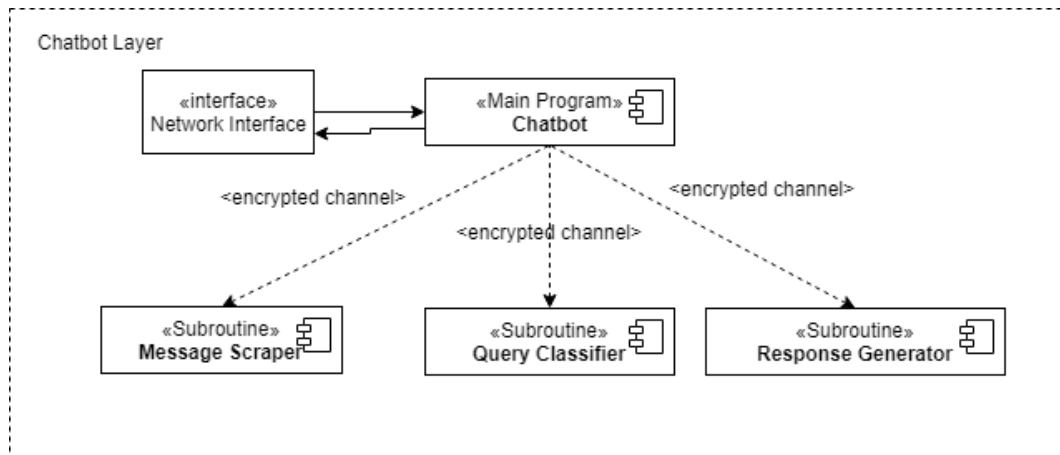 Chatbot Layer
«interface»
Network Interface
«Main Program»
Chatbot
<encrypted channel>
<encrypted channel>
<encrypted channel>
«Subroutine»
Message Scraper
«Subroutine»
Query Classifier
«Subroutine»
Response Generator